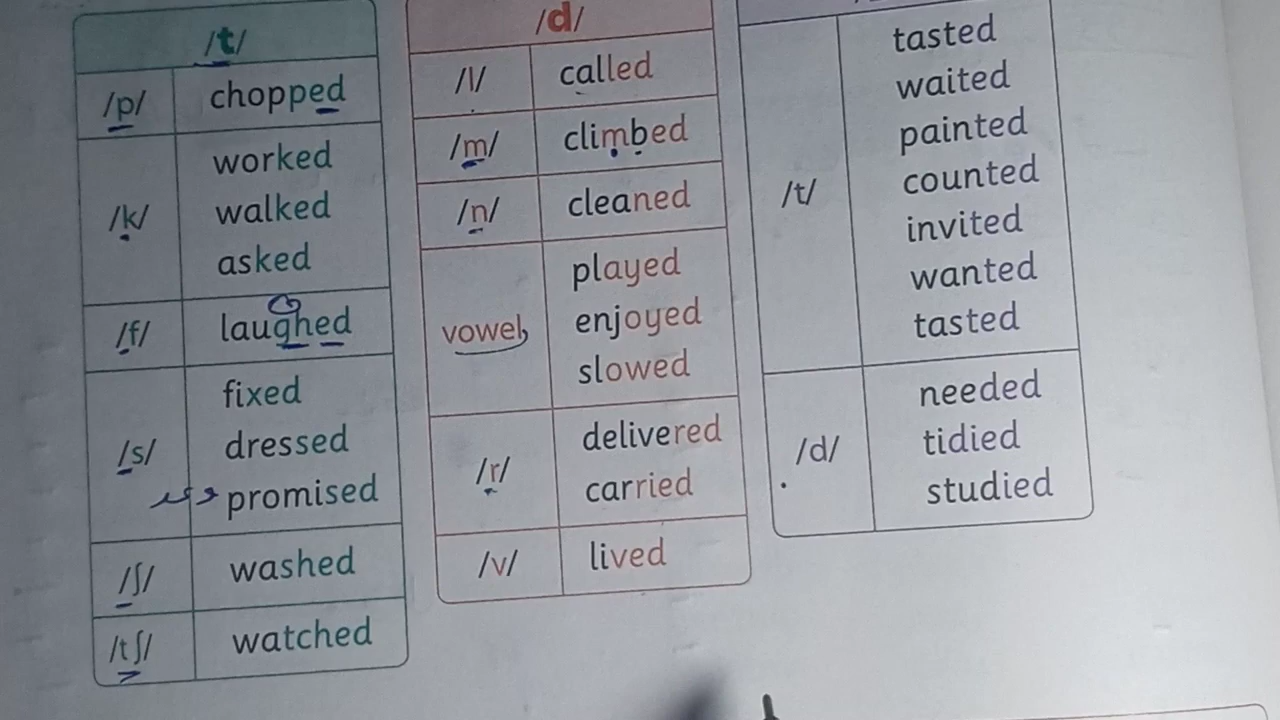 /t/
/p/ chopped
worked
/k/ walked
asked
/f/ laughed
fixed
/s/ dressed
promised
/ʃ/ washed
/tʃ/ watched
/d/
/l/ called
/m/ climbed
/n/ cleaned
played
vowel enjoyed
slowed
delivered
/r/ carried
/v/ lived
tasted
waited
painted
/t/ counted
invited
wanted
tasted
needed
/d/ tidied
studied